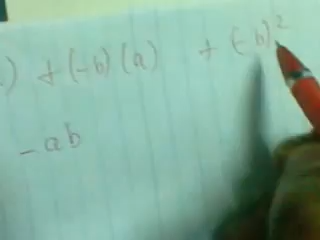 ) + (-b) (a) + (-b)²
- ab